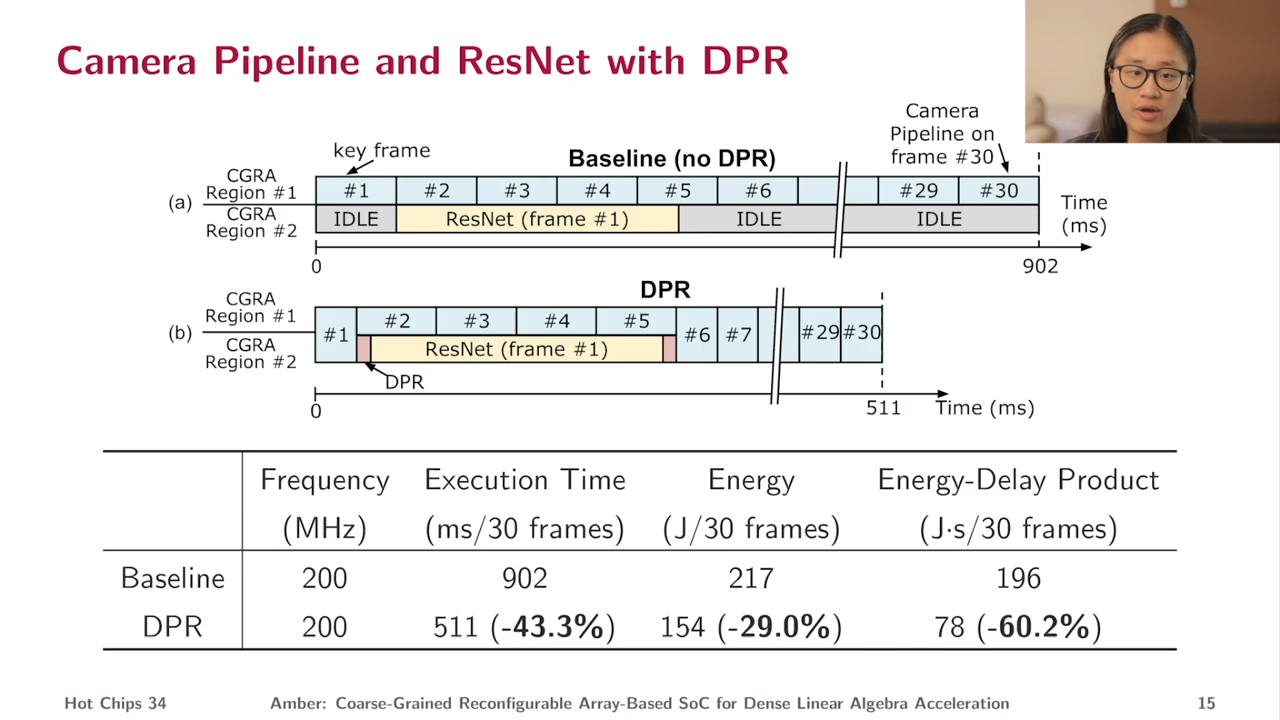 Camera Pipeline and ResNet with DPR
key frame
Baseline (no DPR)
Camera
Pipeline on
frame #30
(a)
CGRA
Region #1
#1 #2 #3 #4 #5 #6 #29 #30
CGRA
Region #2
IDLE ResNet (frame #1) IDLE IDLE
Time
(ms)
0 902
DPR
(b)
CGRA
Region #1
#1 #2 #3 #4 #5 #6 #7 #29 #30
CGRA
Region #2
ResNet (frame #1)
DPR
0 511 Time (ms)
Frequency Execution Time Energy Energy-Delay Product
(MHz) (ms/30 frames) (J/30 frames) (J·s/30 frames)
Baseline 200 902 217 196
DPR 200 511 (-43.3%) 154 (-29.0%) 78 (-60.2%)
Hot Chips 34 Amber: Coarse-Grained Reconfigurable Array-Based SoC for Dense Linear Algebra Acceleration 15